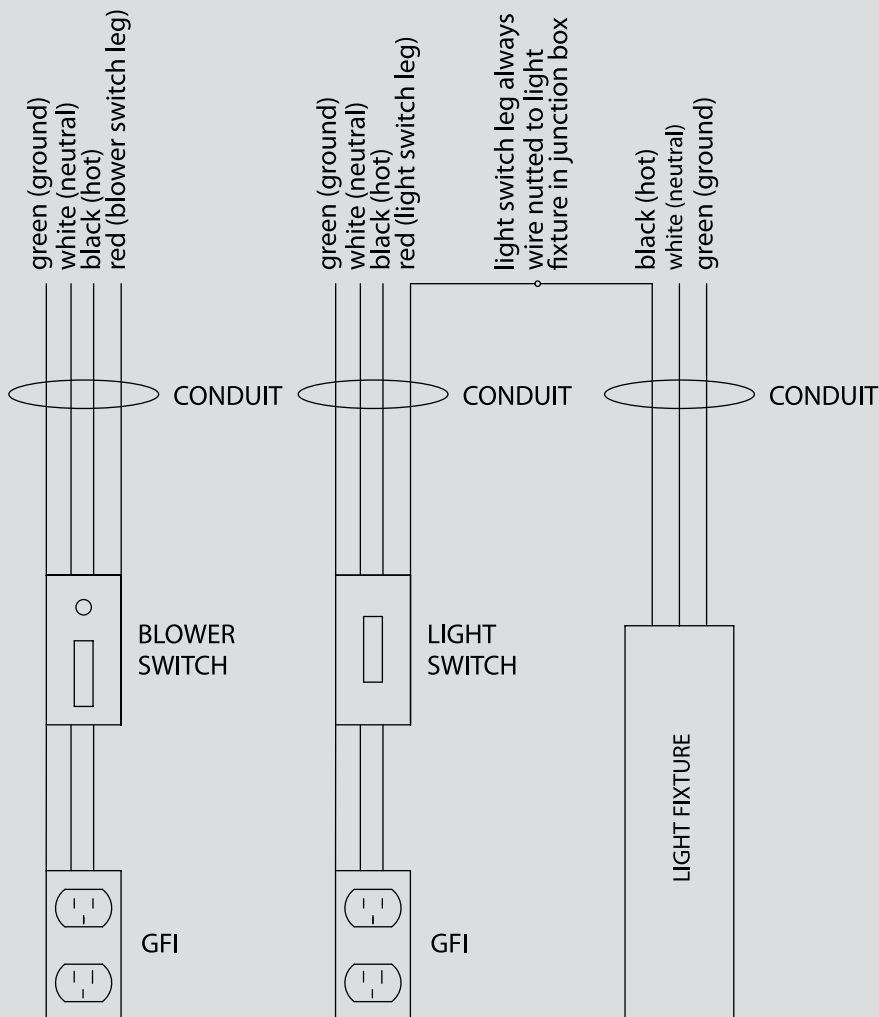 green (ground)
white (neutral)
black (hot)
red (blower switch leg)
green (ground)
white (neutral)
black (hot)
red (light switch leg)
light switch leg always
wire nutted to light
fixture in junction box
black (hot)
white (neutral)
green (ground)
CONDUIT
CONDUIT
CONDUIT
BLOWER
SWITCH
LIGHT
SWITCH
LIGHT FIXTURE
GFI
GFI